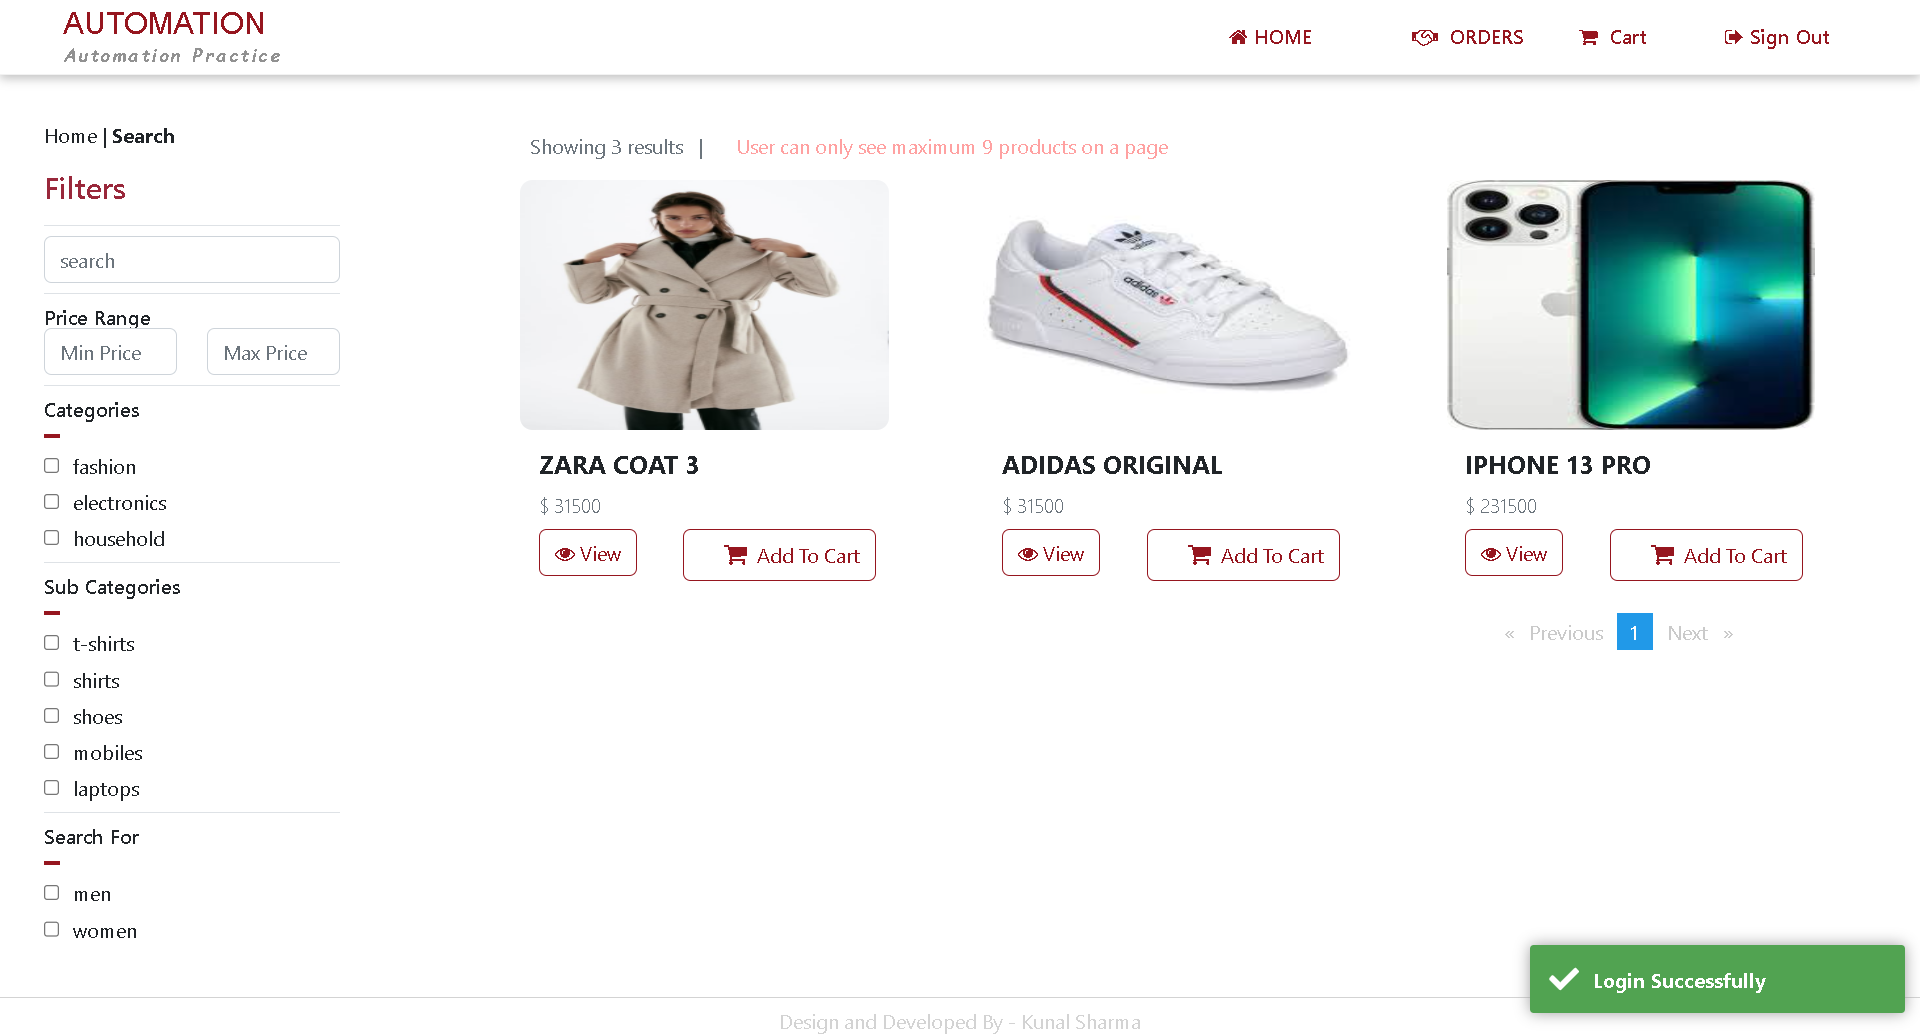 AUTOMATION
Automation Practice
HOME
ORDERS
Cart
Sign Out
Home | Search
Filters
search
Price Range
Min Price
Max Price
Categories
fashion
electronics
household
Sub Categories
t-shirts
shirts
shoes
mobiles
laptops
Search For
men
women
Showing 3 results |
User can only see maximum 9 products on a page
adidas
ZARA COAT 3
$ 31500
View
Add To Cart
ADIDAS ORIGINAL
$ 31500
View
Add To Cart
IPHONE 13 PRO
$ 231500
View
Add To Cart
« Previous 1 Next »
Login Successfully
Design and Developed By - Kunal Sharma